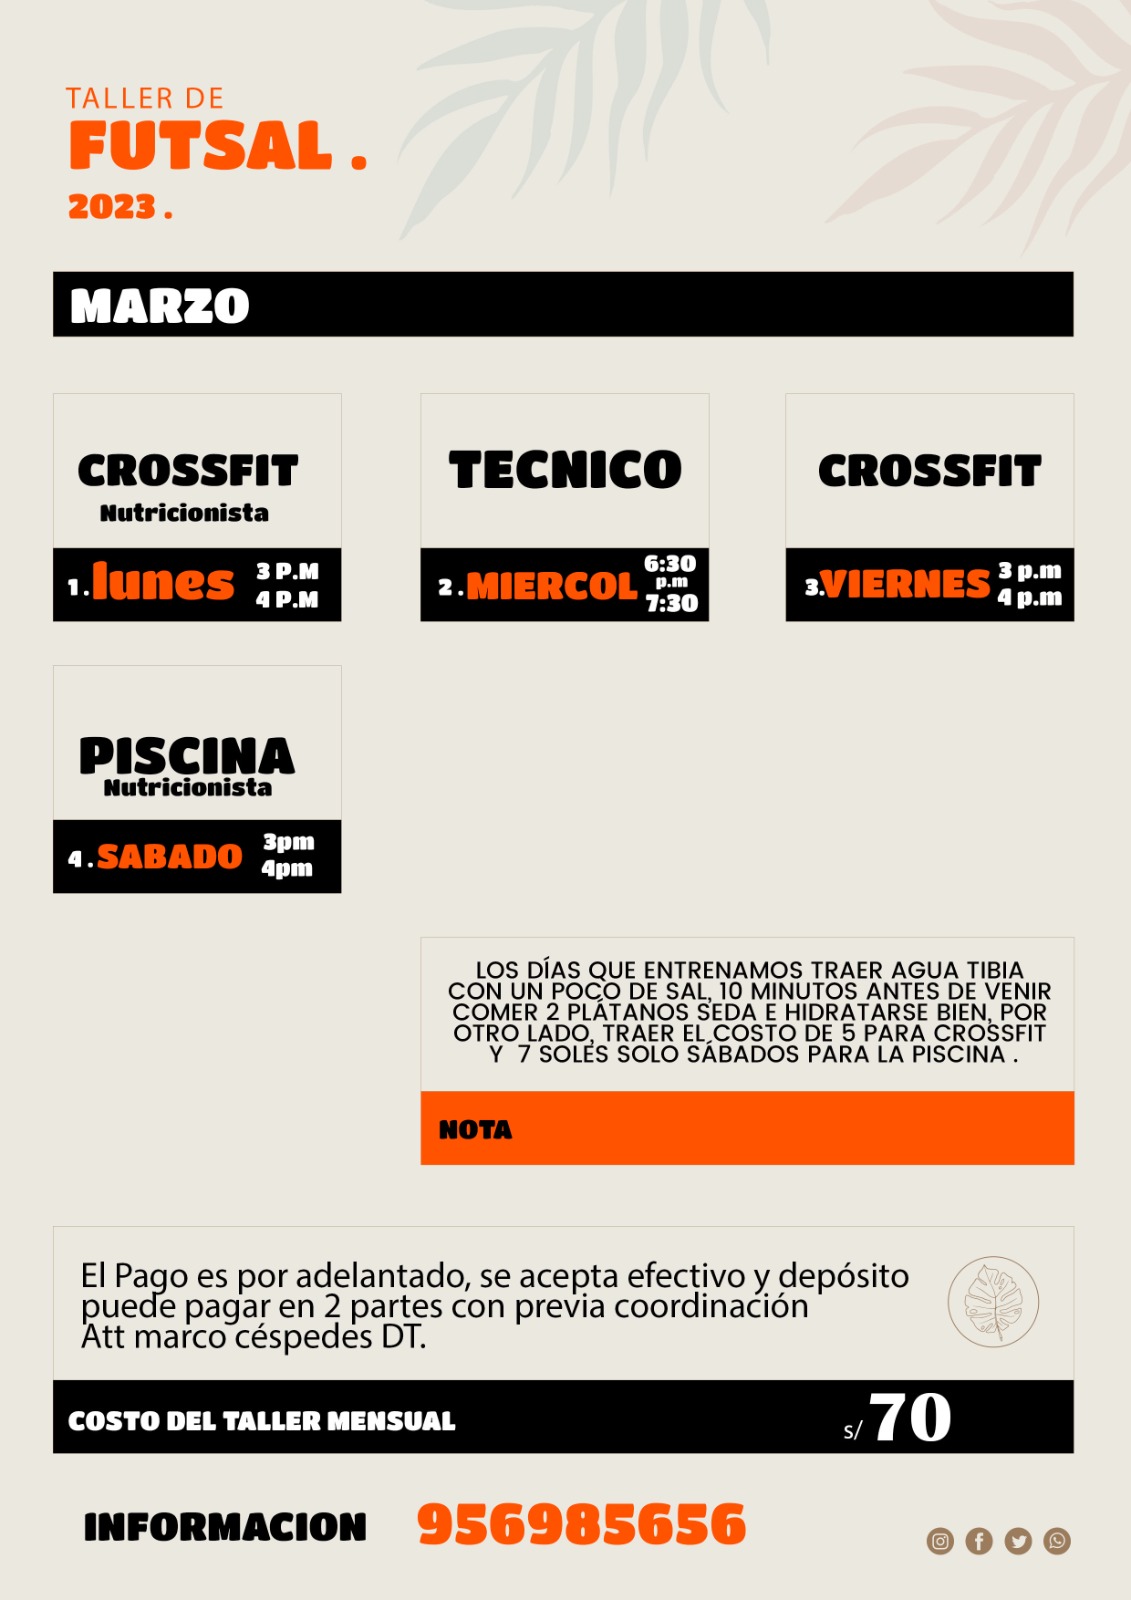 TALLER DE
FUTSAL .
2023 .
MARZO
CROSSFIT
Nutricionista
1. lunes 3 P.M
4 P.M
TECNICO
2. MIERCOL 6:30
p.m
7:30
CROSSFIT
3. VIERNES 3 p.m
4 p.m
PISCINA
Nutricionista
4. SABADO 3pm
4pm
LOS DÍAS QUE ENTRENAMOS TRAER AGUA TIBIA
CON UN POCO DE SAL, 10 MINUTOS ANTES DE VENIR
COMER 2 PLÁTANOS SEDA E HIDRATARSE BIEN, POR
OTRO LADO, TRAER EL COSTO DE 5 PARA CROSSFIT
Y 7 SOLES SOLO SÁBADOS PARA LA PISCINA .
NOTA
El Pago es por adelantado, se acepta efectivo y depósito
puede pagar en 2 partes con previa coordinación
Att marco céspedes DT.
COSTO DEL TALLER MENSUAL s/ 70
INFORMACION 956985656